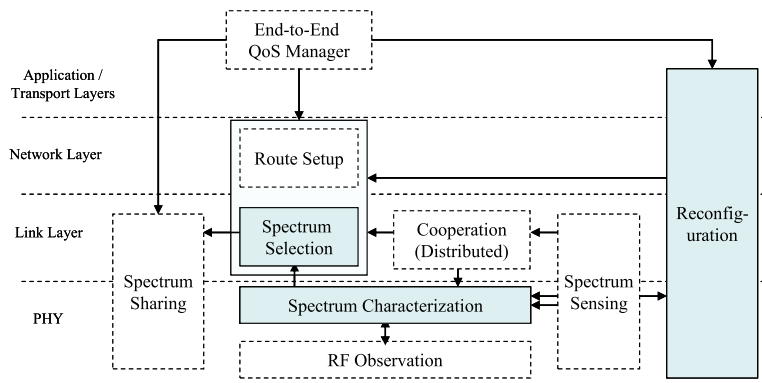 End-to-End
QoS Manager
Application /
Transport Layers
Network Layer
Route Setup
Link Layer
Spectrum
Selection
Cooperation
(Distributed)
Reconfig-
uration
Spectrum
Sharing
Spectrum
Sensing
PHY
Spectrum Characterization
RF Observation